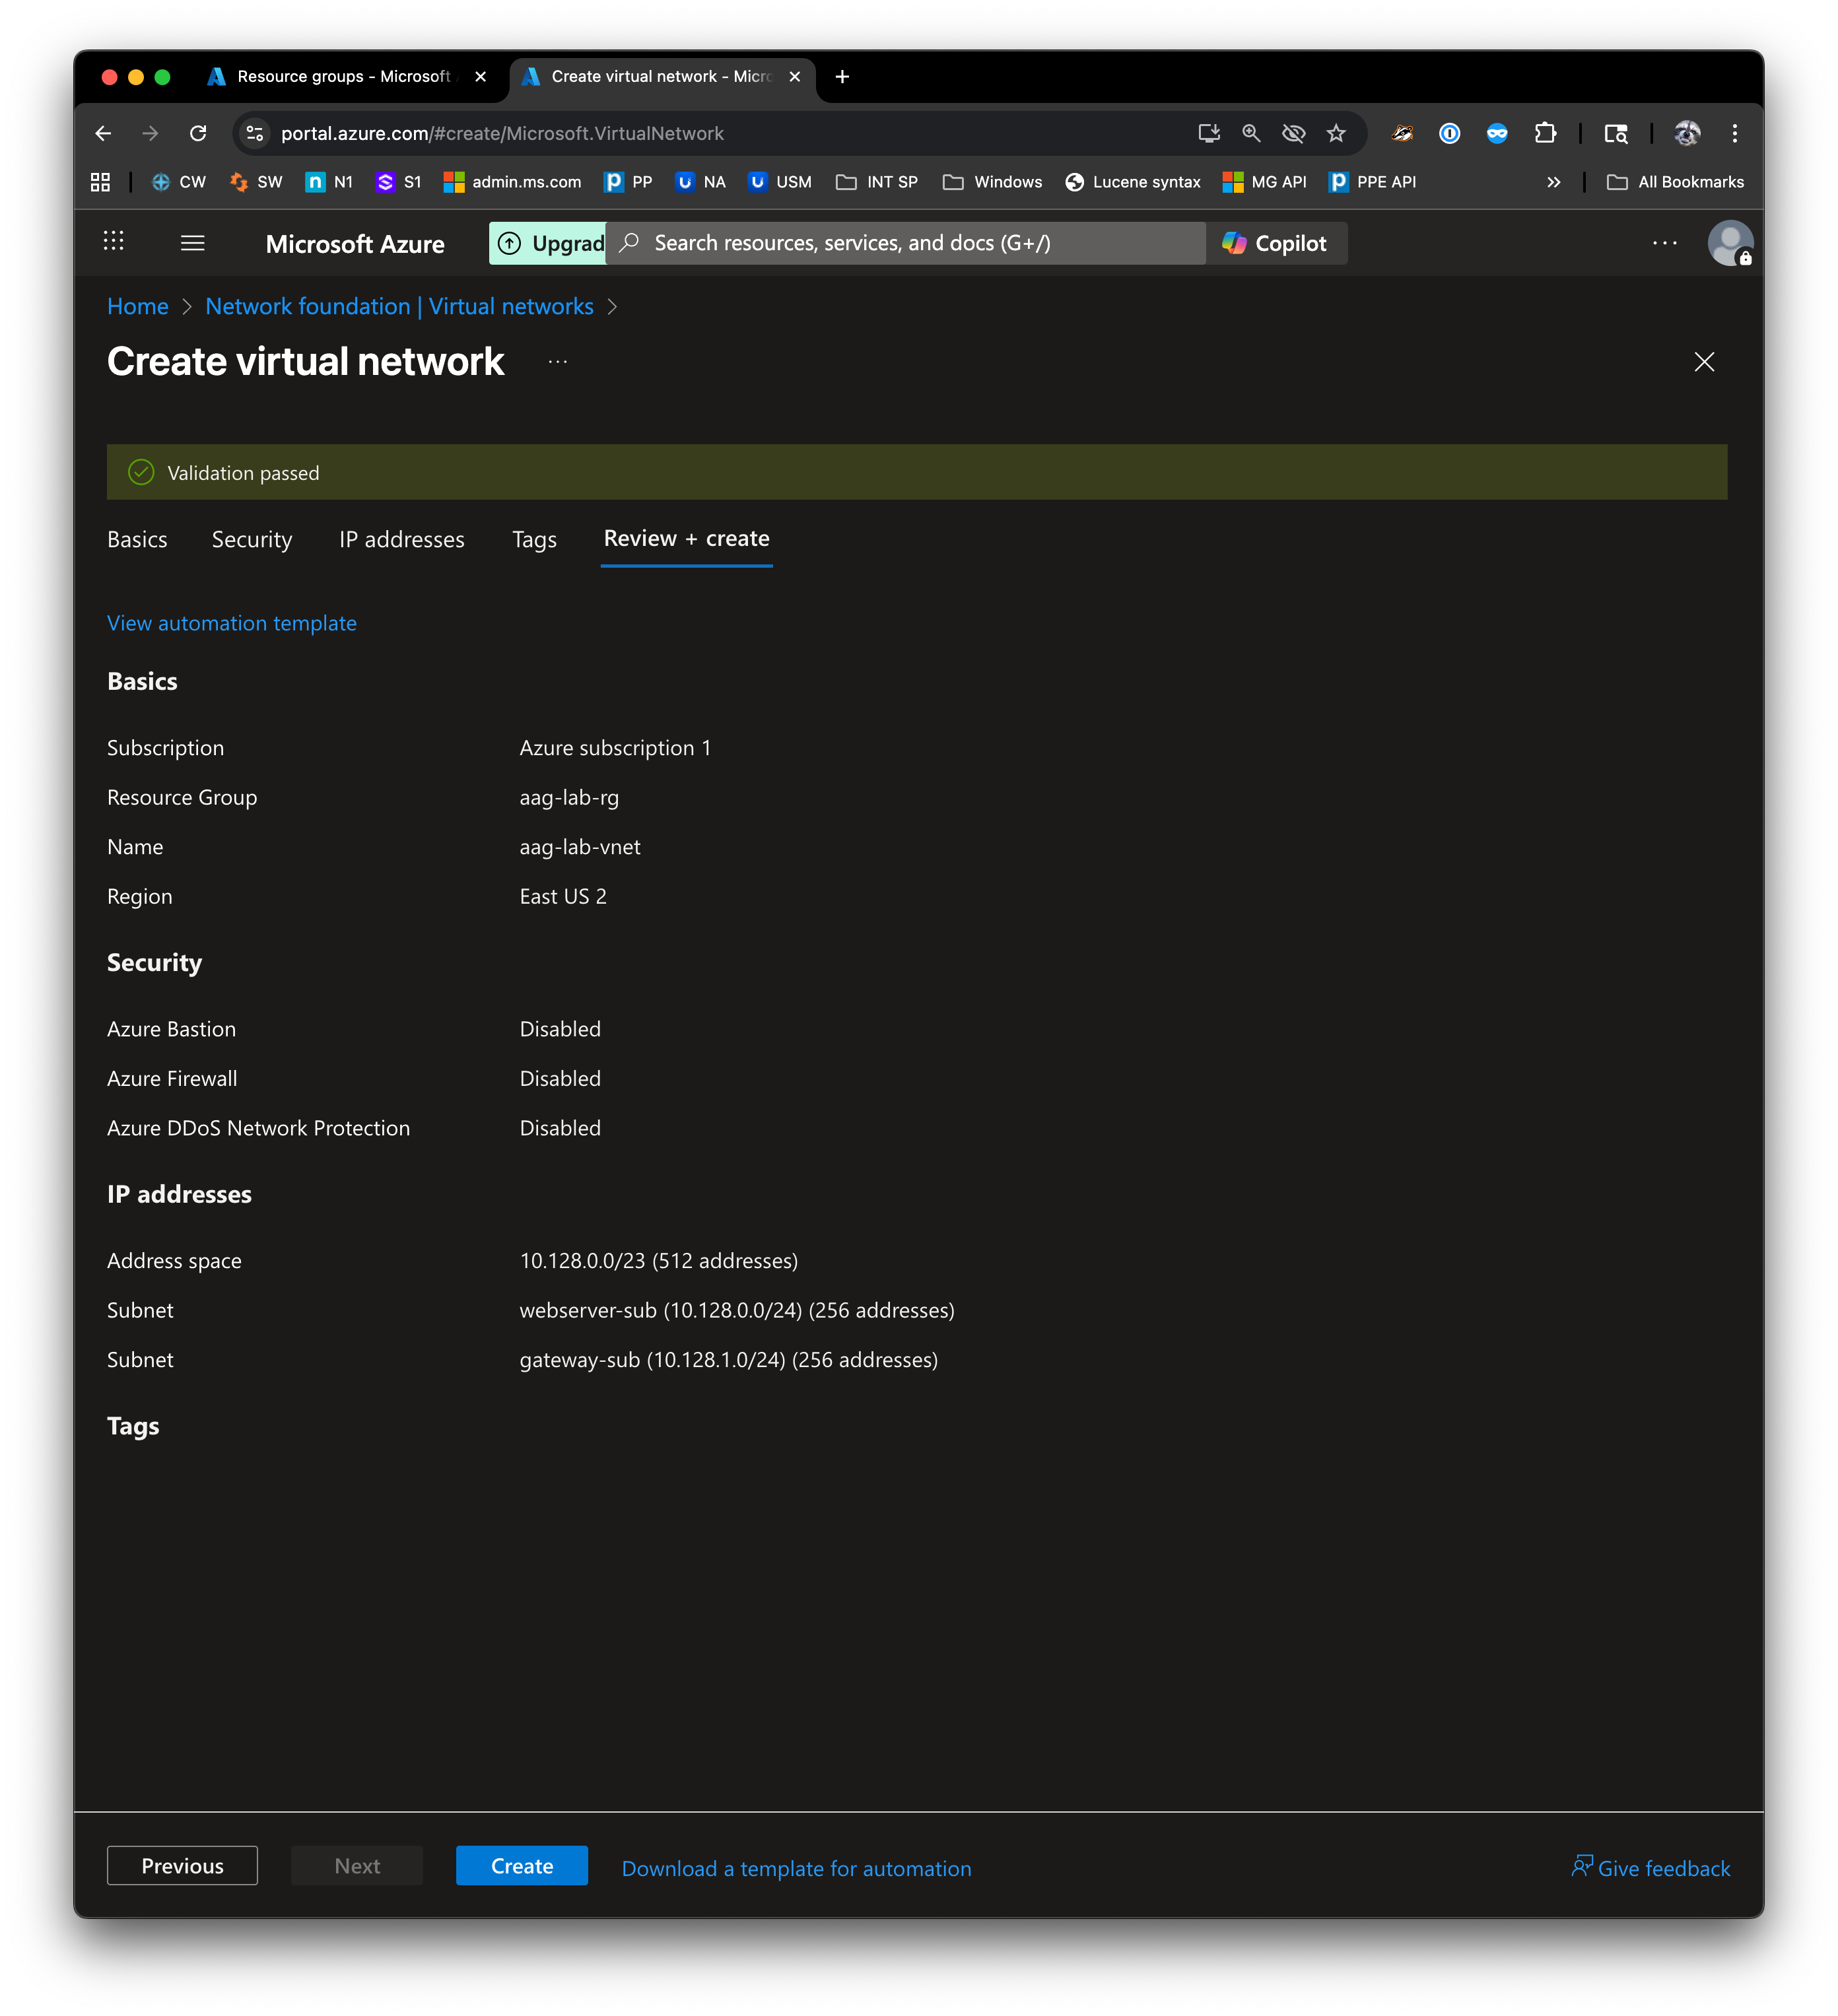 Resource groups - Microsoft
Create virtual network - Micro
portal.azure.com/#create/Microsoft.VirtualNetwork
CW SW N1 S1 admin.ms.com PP NA USM INT SP Windows Lucene syntax MG API PPE API » All Bookmarks
Microsoft Azure
Upgrad
Search resources, services, and docs (G+/)
Copilot
Home > Network foundation | Virtual networks >
Create virtual network ...
Validation passed
Basics Security IP addresses Tags Review + create
View automation template
Basics
Subscription Azure subscription 1
Resource Group aag-lab-rg
Name aag-lab-vnet
Region East US 2
Security
Azure Bastion Disabled
Azure Firewall Disabled
Azure DDoS Network Protection Disabled
IP addresses
Address space 10.128.0.0/23 (512 addresses)
Subnet webserver-sub (10.128.0.0/24) (256 addresses)
Subnet gateway-sub (10.128.1.0/24) (256 addresses)
Tags
Previous Next Create Download a template for automation Give feedback